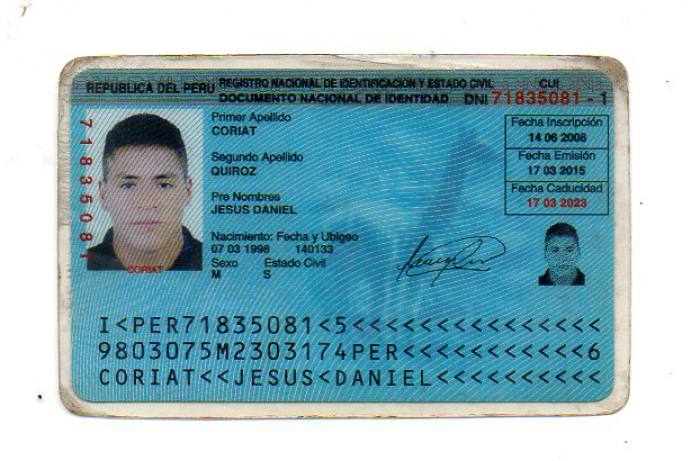 REPUBLICA DEL PERU REGISTRO NACIONAL DE IDENTIFICACION Y ESTADO CIVIL CUI
DOCUMENTO NACIONAL DE IDENTIDAD DNI 71835081 - 1
71835081
Primer Apellido
CORIAT
Segundo Apellido
QUIROZ
Pre Nombres
JESUS DANIEL
Nacimiento: Fecha y Ubigeo
07 03 1998 140133
Sexo Estado Civil
M S
Fecha Inscripción
14 06 2008
Fecha Emisión
17 03 2015
Fecha Caducidad
17 03 2023
CORIAT
I<PER71835081<5<<<<<<<<<<<<<<<
9803075M2303174PER<<<<<<<<<<<6
CORIAT<<JESUS<DANIEL<<<<<<<<<<